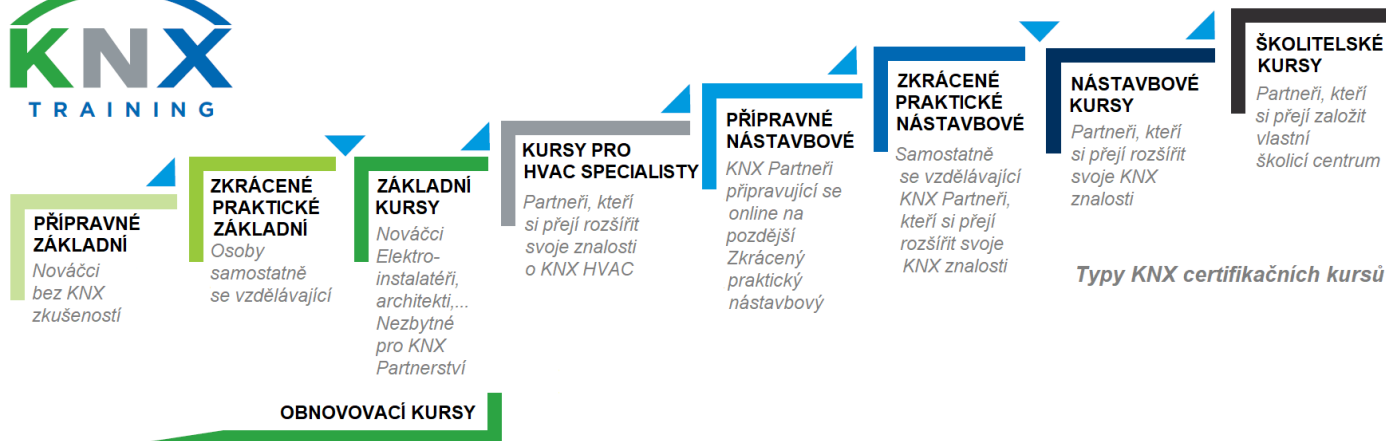 KNX
TRAINING
PŘÍPRAVNÉ
ZÁKLADNÍ
Nováčci
bez KNX
zkušeností
ZKRÁCENÉ
PRAKTICKÉ
ZÁKLADNÍ
Osoby
samostatně
se vzdělávající
ZÁKLADNÍ
KURSY
Nováčci
Elektro-
instalatéři,
architekti,...
Nezbytné
pro KNX
Partnerství
OBNOVOVACÍ KURSY
KURSY PRO
HVAC SPECIALISTY
Partneři, kteří
si přejí rozšířit
svoje znalosti
o KNX HVAC
PŘÍPRAVNÉ
NÁSTAVBOVÉ
KNX Partneři
připravující se
online na
pozdější
Zkrácený
praktický
nástavbový
ZKRÁCENÉ
PRAKTICKÉ
NÁSTAVBOVÉ
Samostatně
se vzdělávající
KNX Partneři,
kteří si přejí
rozšířit svoje
KNX znalosti
NÁSTAVBOVÉ
KURSY
Partneři, kteří
si přejí rozšířit
svoje KNX
znalosti
ŠKOLITELSKÉ
KURSY
Partneři, kteří
si přejí založit
vlastní
školicí centrum
Typy KNX certifikačních kursů